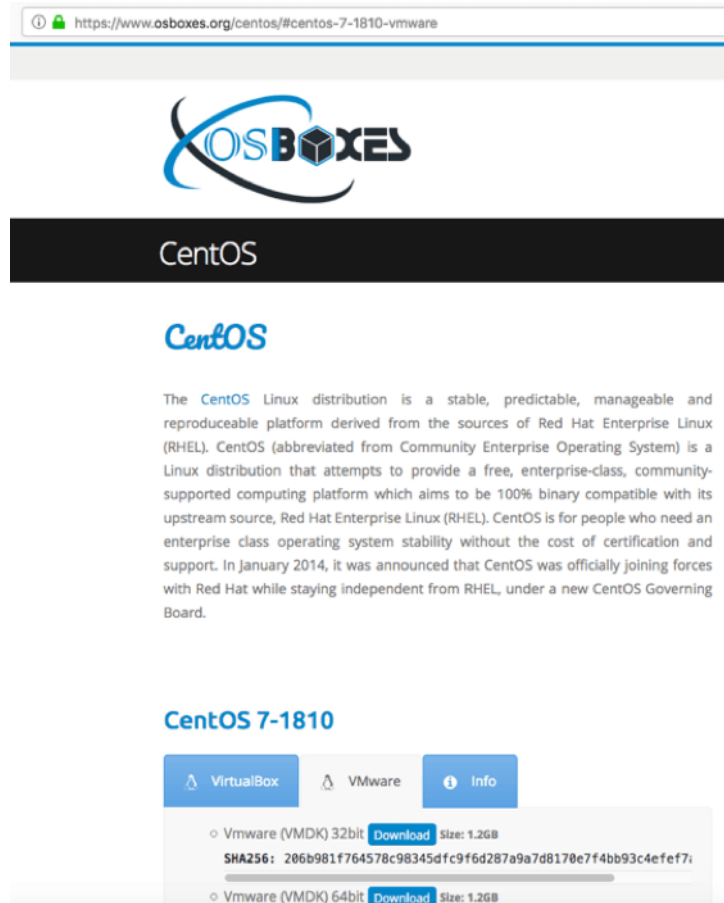 https://www.osboxes.org/centos/#centos-7-1810-vmware
OSBOXES
CentOS
CentOS
The CentOS Linux distribution is a stable, predictable, manageable and
reproduceable platform derived from the sources of Red Hat Enterprise Linux
(RHEL). CentOS (abbreviated from Community Enterprise Operating System) is a
Linux distribution that attempts to provide a free, enterprise-class, community-
supported computing platform which aims to be 100% binary compatible with its
upstream source, Red Hat Enterprise Linux (RHEL). CentOS is for people who need an
enterprise class operating system stability without the cost of certification and
support. In January 2014, it was announced that CentOS was officially joining forces
with Red Hat while staying independent from RHEL, under a new CentOS Governing
Board.
CentOS 7-1810
VirtualBox VMware Info
Vmware (VMDK) 32bit Download Size: 1.2GB
SHA256: 206b981f764578c98345dfc9f6d287a9a7d8170e7f4bb93c4efef7
Vmware (VMDK) 64bit Download Size: 1.2GB